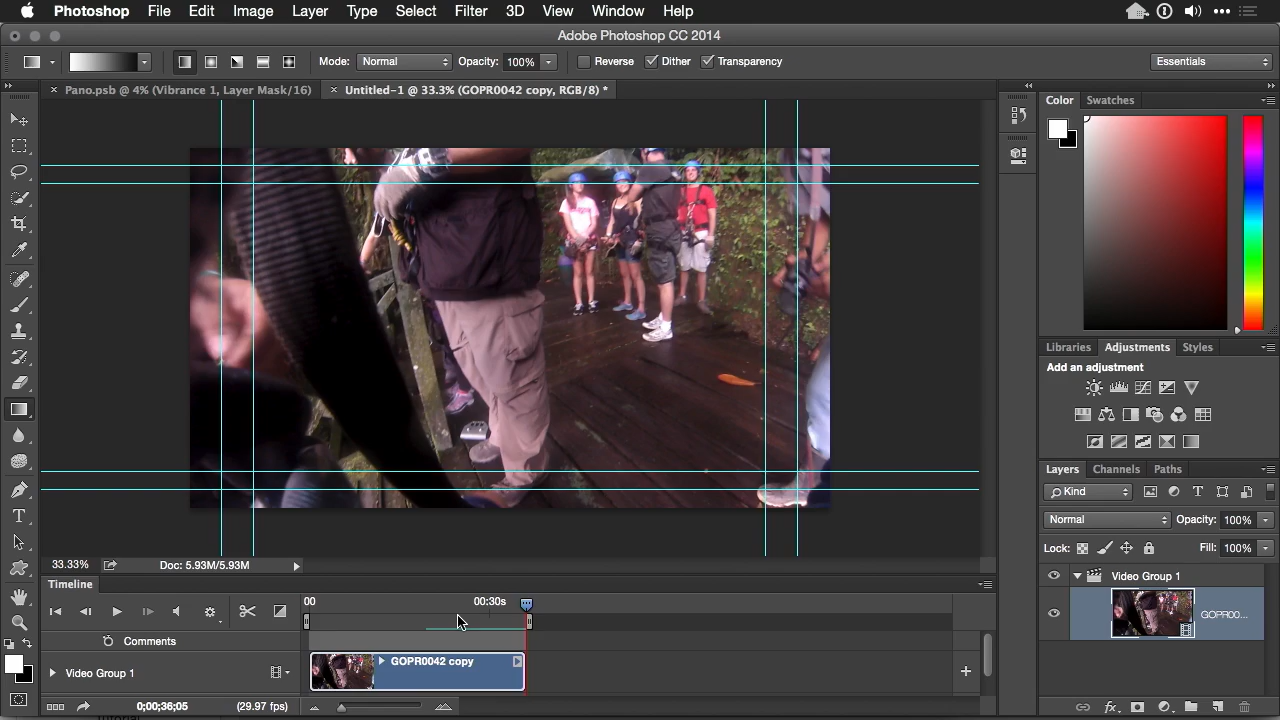 Photoshop File Edit Image Layer Type Select Filter 3D View Window Help
Adobe Photoshop CC 2014
Mode: Normal Opacity: 100% Reverse Dither Transparency Essentials
Pano.psb @ 4% (Vibrance 1, Layer Mask/16) Untitled-1 @ 33.3% (GOPR0042 copy, RGB/8) *
Color Swatches
Libraries Adjustments Styles
Add an adjustment
Layers Channels Paths
Kind
Normal Opacity: 100%
Lock: Fill: 100%
Video Group 1
GOPR00...
33.33% Doc: 5.93M/5.93M
Timeline
00 00:30s
Comments
GOPR0042 copy
Video Group 1
0;00;36;05 (29.97 fps)